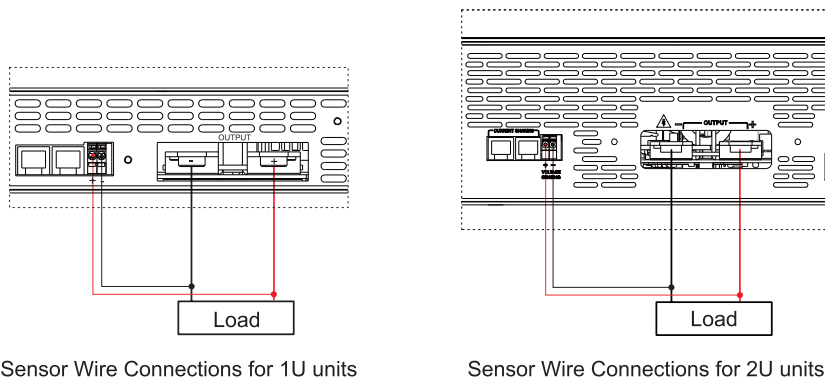 OUTPUT
- +
+ -
Load
Sensor Wire Connections for 1U units
CURRENT SHARING
- OUTPUT +
- +
+ -
VOLTAGE
SENSING
Load
Sensor Wire Connections for 2U units